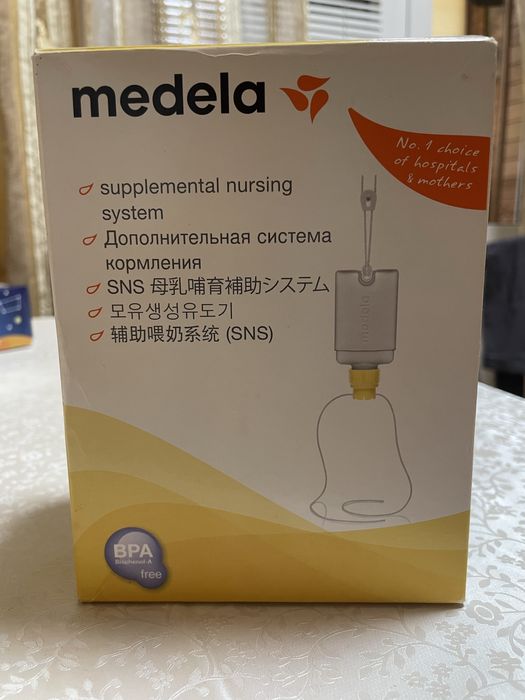 medela
No. 1 choice
of hospitals
& mothers
supplemental nursing
system
Дополнительная система
кормления
SNS 母乳哺育補助システム
모유생성유도기
辅助喂奶系统 (SNS)
medela
BPA
Bisphenol-A
free